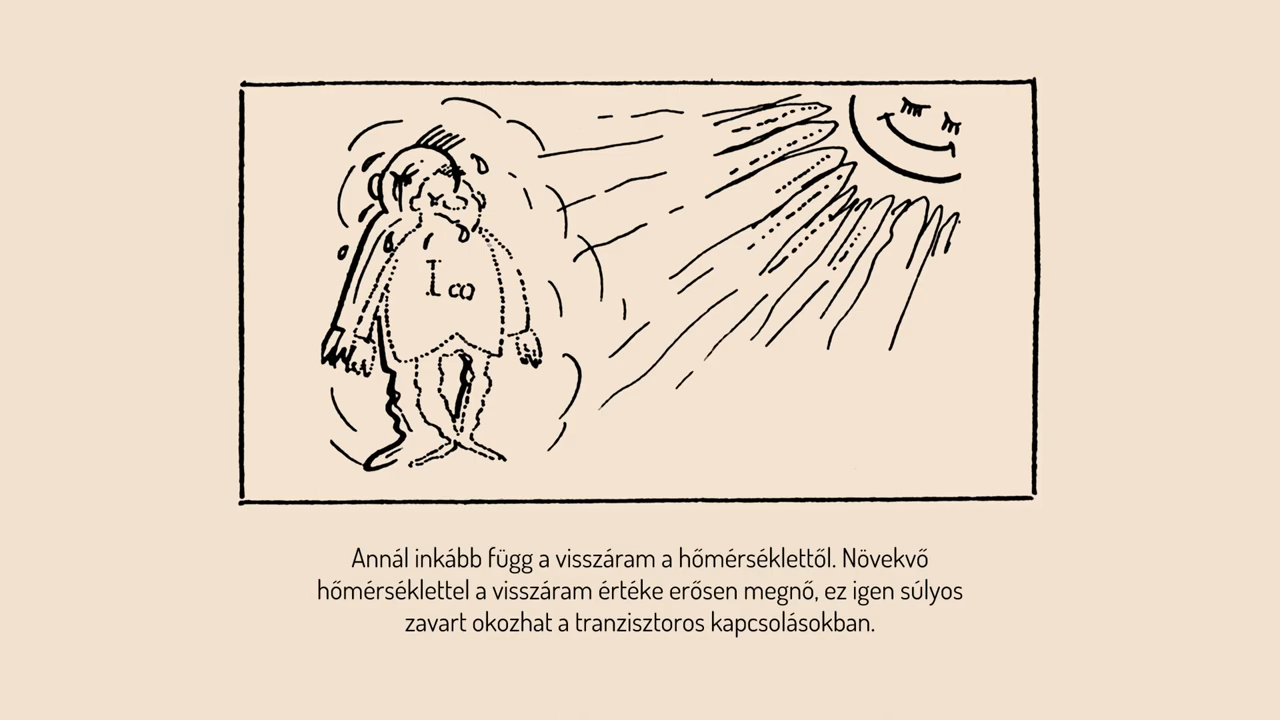 Ico
Annál inkább függ a visszáram a hőmérséklettől. Növekvő
hőmérséklettel a visszáram értéke erősen megnő, ez igen súlyos
zavart okozhat a tranzisztoros kapcsolásokban.